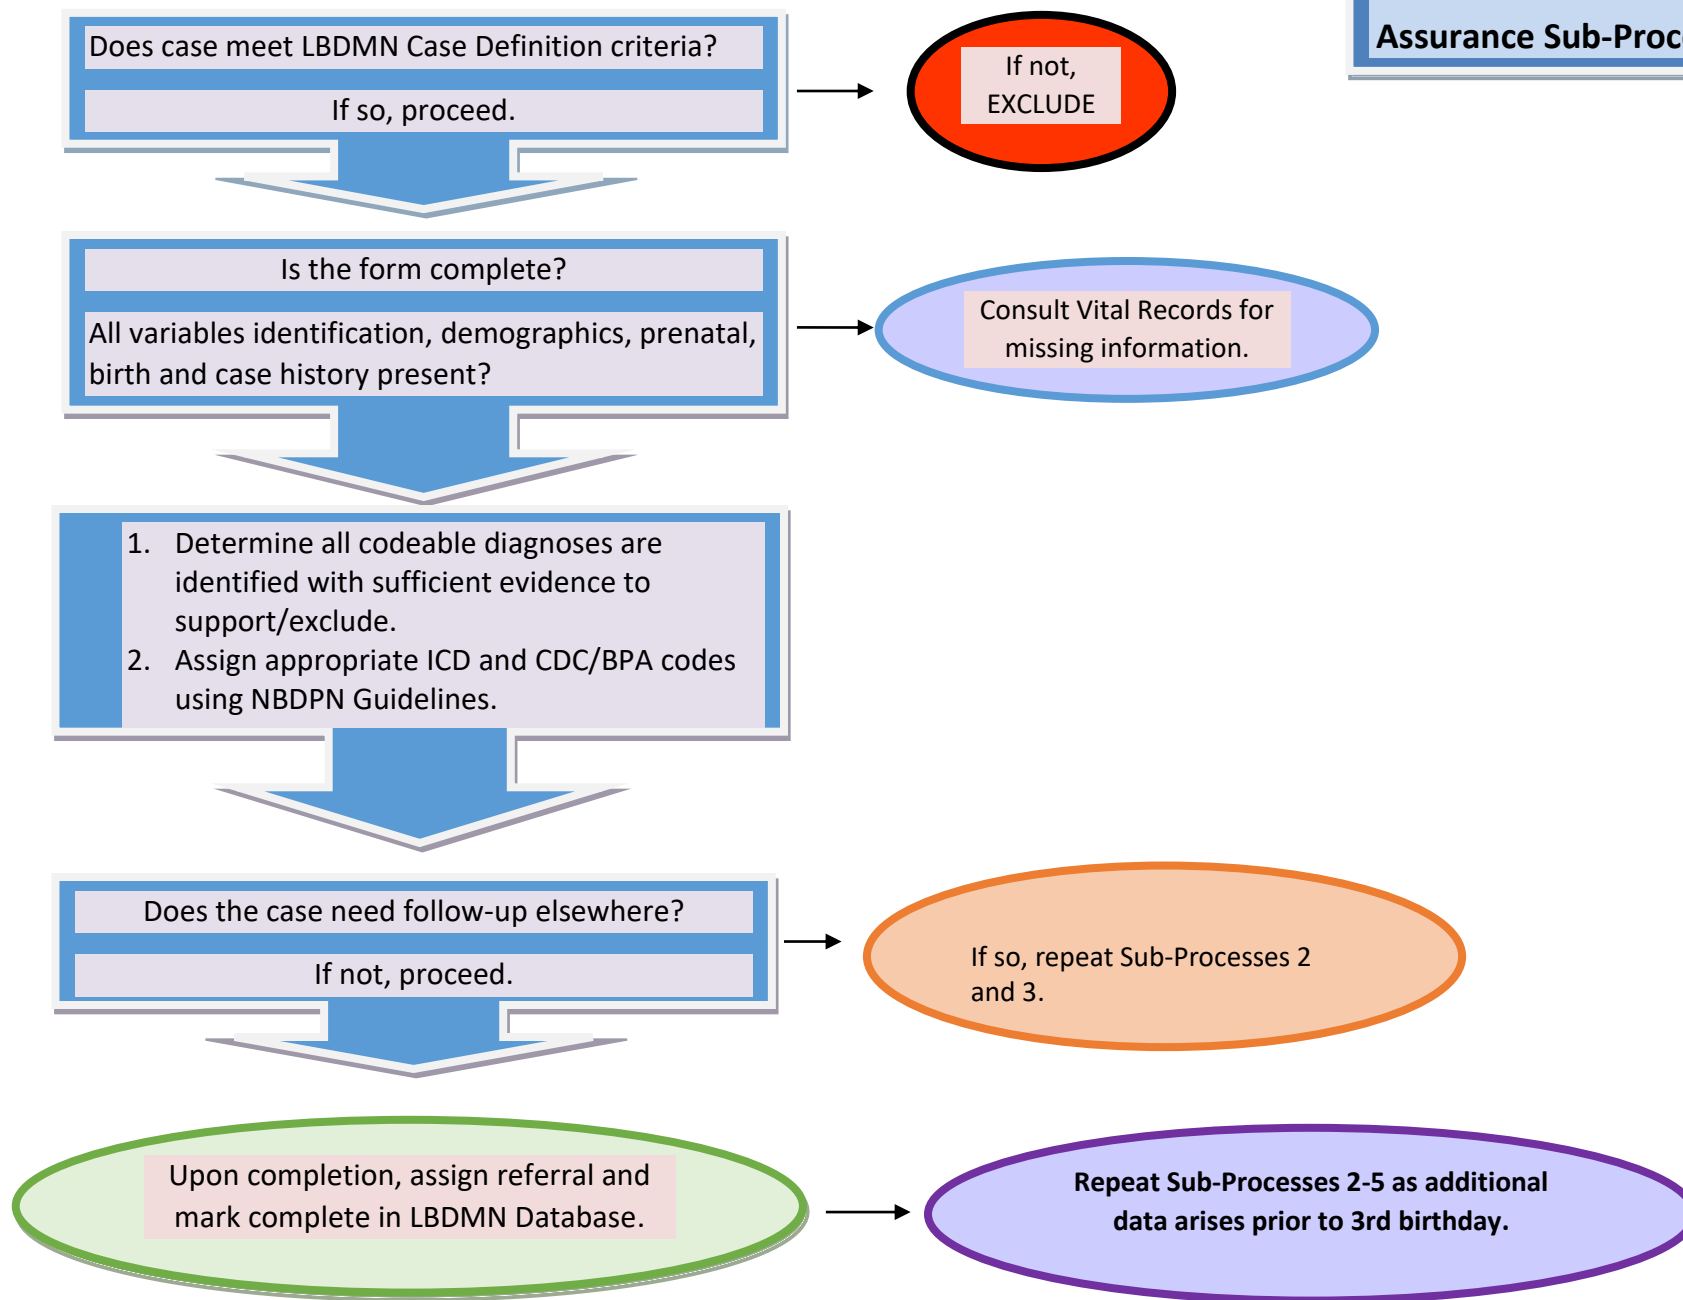 Assurance Sub-Proc
Does case meet LBDMN Case Definition criteria?
If so, proceed.
If not,
EXCLUDE
Is the form complete?
All variables identification, demographics, prenatal,
birth and case history present?
Consult Vital Records for
missing information.
1. Determine all codeable diagnoses are
identified with sufficient evidence to
support/exclude.
2. Assign appropriate ICD and CDC/BPA codes
using NBDPN Guidelines.
Does the case need follow-up elsewhere?
If not, proceed.
If so, repeat Sub-Processes 2
and 3.
Upon completion, assign referral and
mark complete in LBDMN Database.
Repeat Sub-Processes 2-5 as additional
data arises prior to 3rd birthday.